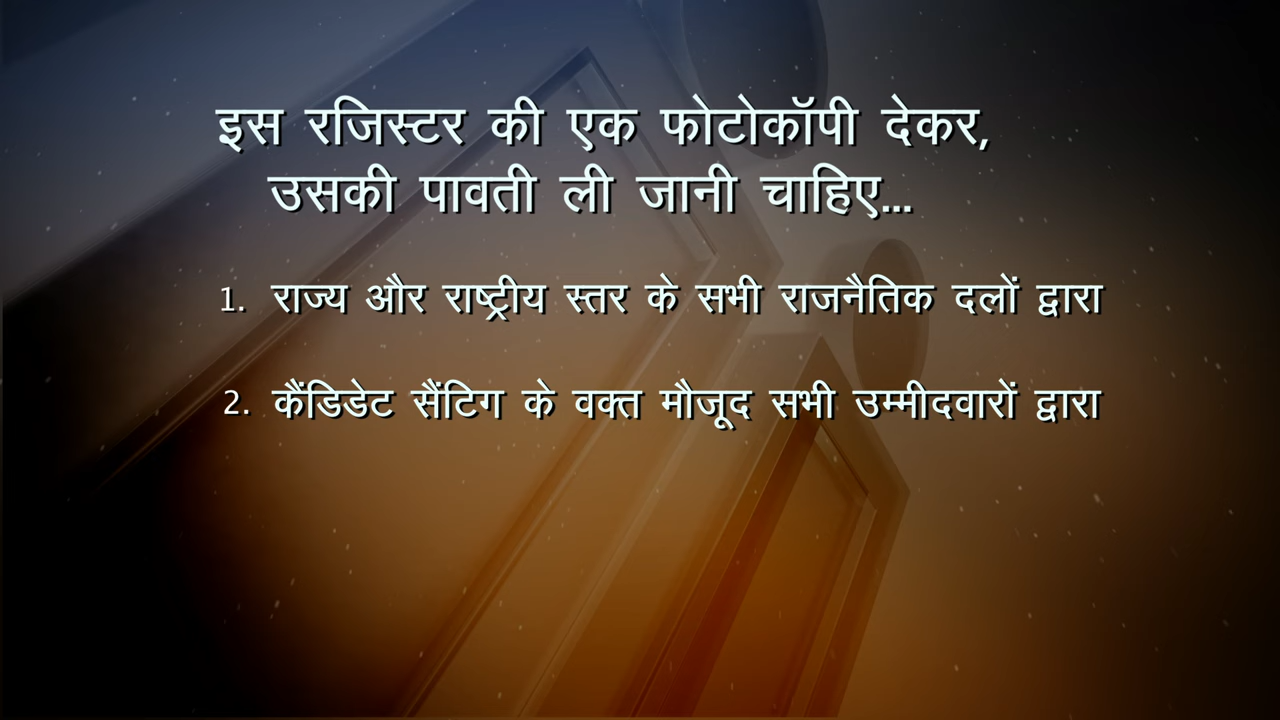 इस रजिस्टर की एक फोटोकॉपी देकर,
उसकी पावती ली जानी चाहिए...
1. राज्य और राष्ट्रीय स्तर के सभी राजनैतिक दलों द्वारा
2. कैंडिडेट सैंटिग के वक्त मौजूद सभी उम्मीदवारों द्वारा